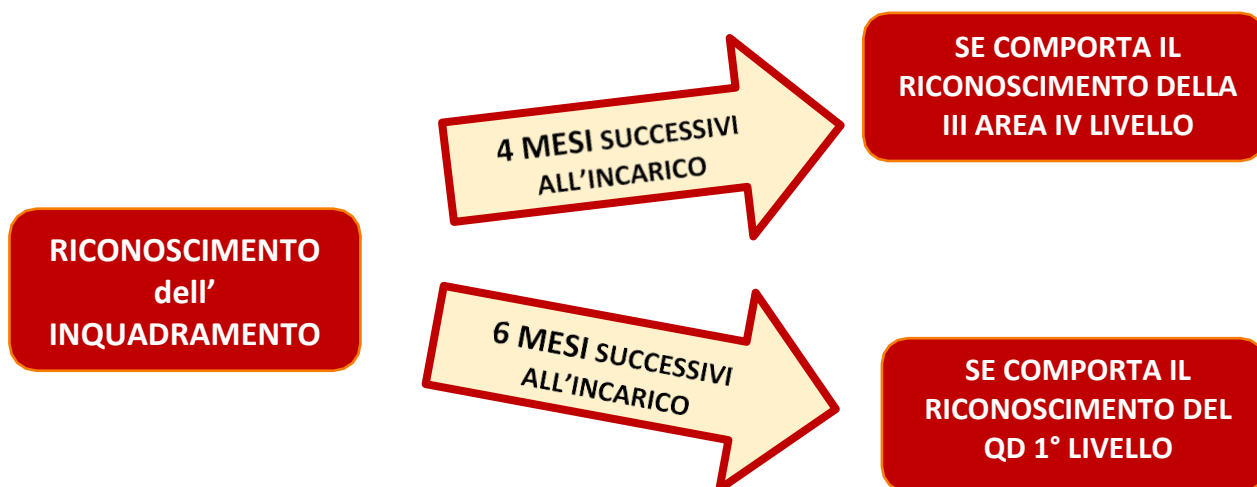 RICONOSCIMENTO
dell’
INQUADRAMENTO
4 MESI SUCCESSIVI
ALL’INCARICO
SE COMPORTA IL
RICONOSCIMENTO DELLA
III AREA IV LIVELLO
6 MESI SUCCESSIVI
ALL’INCARICO
SE COMPORTA IL
RICONOSCIMENTO DEL
QD 1° LIVELLO